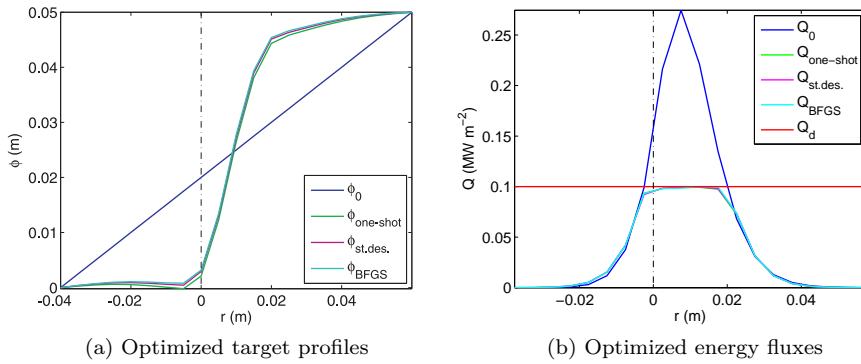 0.05
0.04
0.03
0.02
0.01
0
ϕ (m)
-0.04
-0.02
0
0.02
0.04
r (m)
ϕ0
ϕone-shot
ϕst.des.
ϕBFGS
(a) Optimized target profiles
0.25
0.2
0.15
0.1
0.05
0
Q (MW m−2)
−0.02
0
0.02
0.04
r (m)
Q0
Qone−shot
Qst.des.
QBFGS
Qd
(b) Optimized energy fluxes